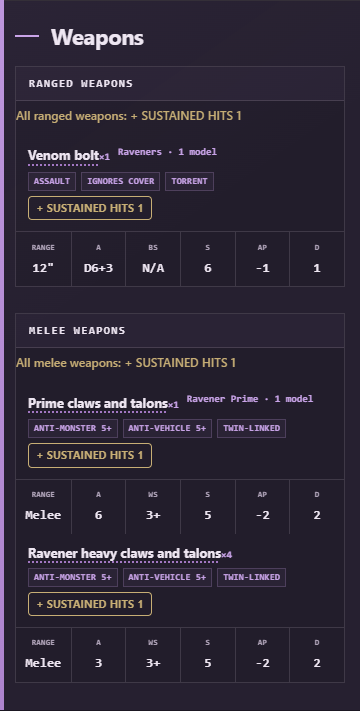 Weapons
RANGED WEAPONS
All ranged weapons: + SUSTAINED HITS 1
Venom bolt×1 Raveners · 1 model
ASSAULT IGNORES COVER TORRENT
+ SUSTAINED HITS 1
RANGE A BS S AP D
12" D6+3 N/A 6 -1 1
MELEE WEAPONS
All melee weapons: + SUSTAINED HITS 1
Prime claws and talons×1 Ravener Prime · 1 model
ANTI-MONSTER 5+ ANTI-VEHICLE 5+ TWIN-LINKED
+ SUSTAINED HITS 1
RANGE A WS S AP D
Melee 6 3+ 5 -2 2
Ravener heavy claws and talons×4
ANTI-MONSTER 5+ ANTI-VEHICLE 5+ TWIN-LINKED
+ SUSTAINED HITS 1
RANGE A WS S AP D
Melee 3 3+ 5 -2 2